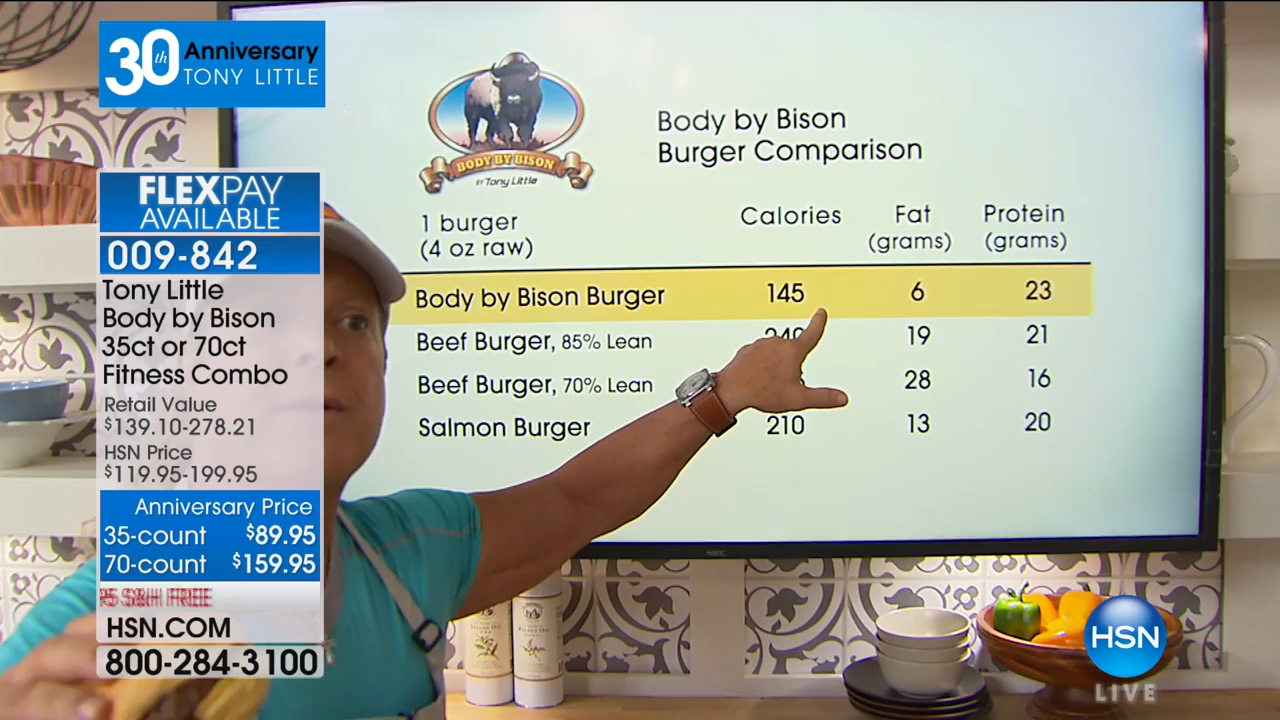 30th Anniversary
TONY LITTLE
FLEXPAY
AVAILABLE
009-842
Tony Little
Body by Bison
35ct or 70ct
Fitness Combo
Retail Value
$139.10-278.21
HSN Price
$119.95-199.95
Anniversary Price
35-count $89.95
70-count $159.95
S&H FREE
HSN.COM
800-284-3100
BODY BY BISON
BY Tony Little
Body by Bison
Burger Comparison
1 burger
(4 oz raw)
Calories
Fat
(grams)
Protein
(grams)
Body by Bison Burger 145 6 23
Beef Burger, 85% Lean 19 21
Beef Burger, 70% Lean 28 16
Salmon Burger 210 13 20
NEC
HSN
LIVE